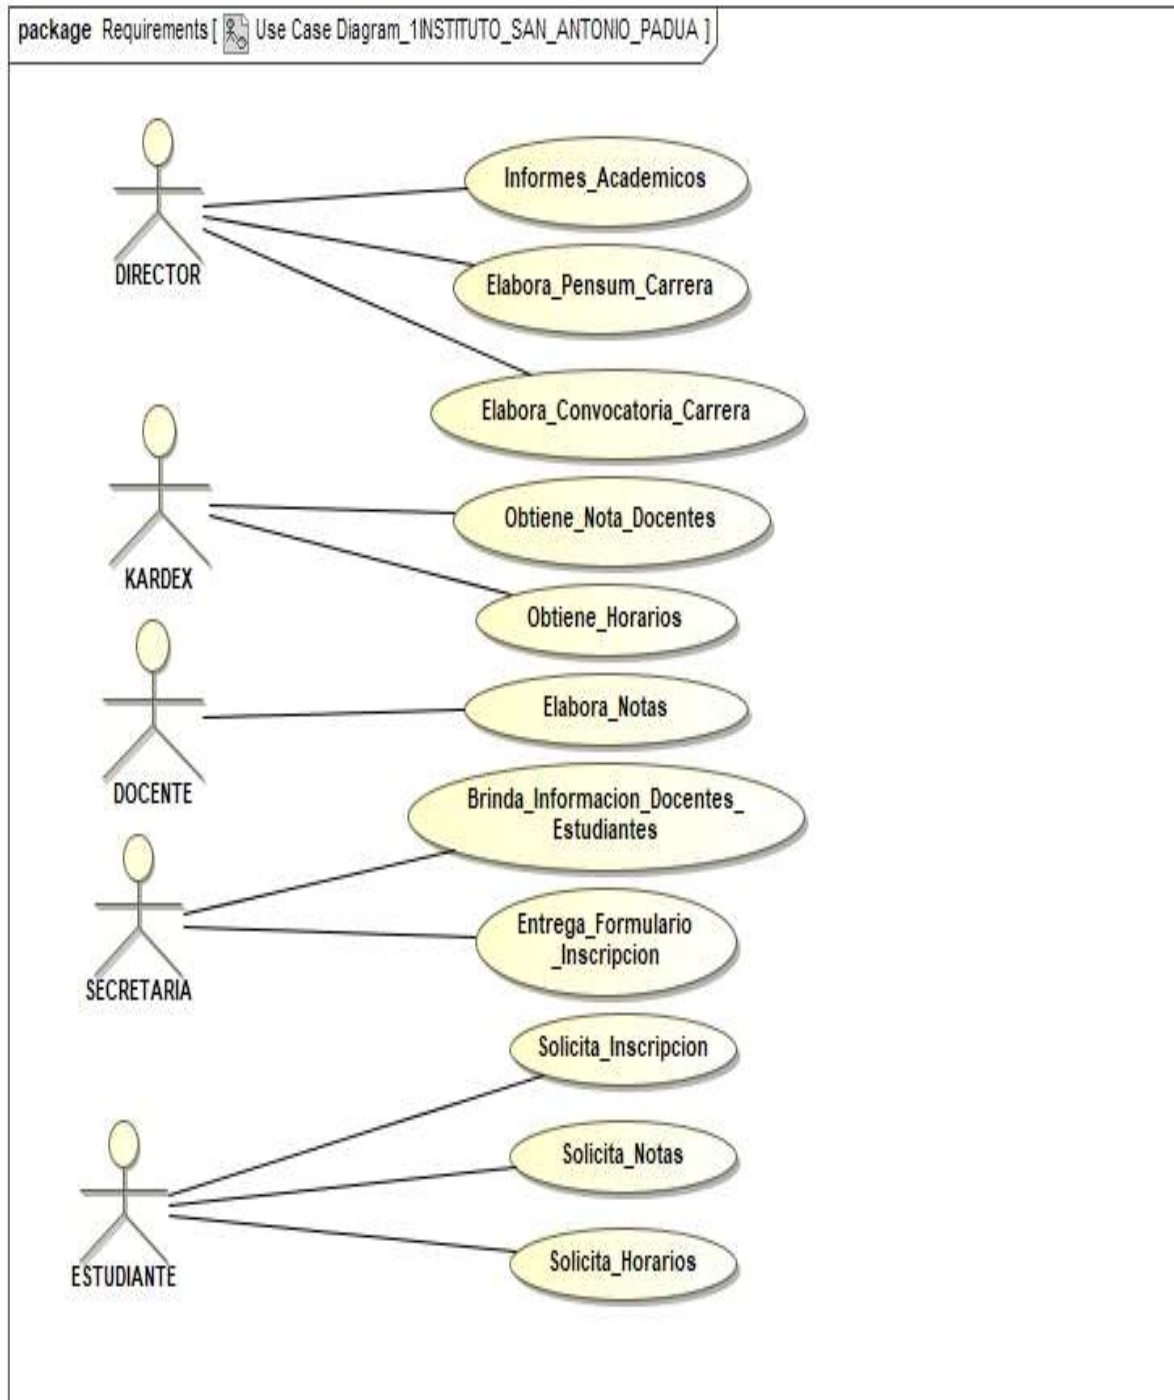 package Requirements [ Use Case Diagram_1INSTITUTO_SAN_ANTONIO_PADUA ]
Informes_Academicos
DIRECTOR
Elabora_Pensum_Carrera
Elabora_Convocatoria_Carrera
Obtiene_Nota_Docentes
KARDEX
Obtiene_Horarios
Elabora_Notas
DOCENTE
Brinda_Informacion_Docentes_
Estudiantes
Entrega_Formulario
_Inscripcion
SECRETARIA
Solicita_Inscripcion
Solicita_Notas
Solicita_Horarios
ESTUDIANTE